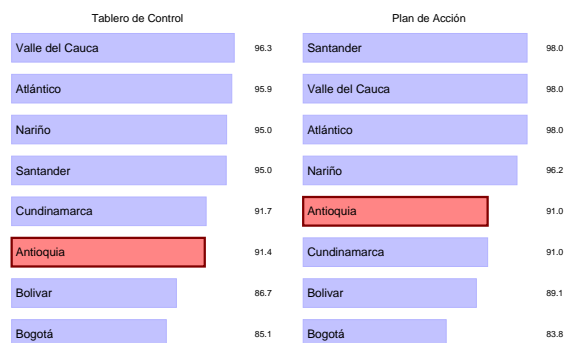 Tablero de Control
Valle del Cauca 96.3
Atlántico 95.9
Nariño 95.0
Santander 95.0
Cundinamarca 91.7
Antioquia 91.4
Bolivar 86.7
Bogotá 85.1
Plan de Acción
Santander 98.0
Valle del Cauca 98.0
Atlántico 98.0
Nariño 96.2
Antioquia 91.0
Cundinamarca 91.0
Bolivar 89.1
Bogotá 83.8